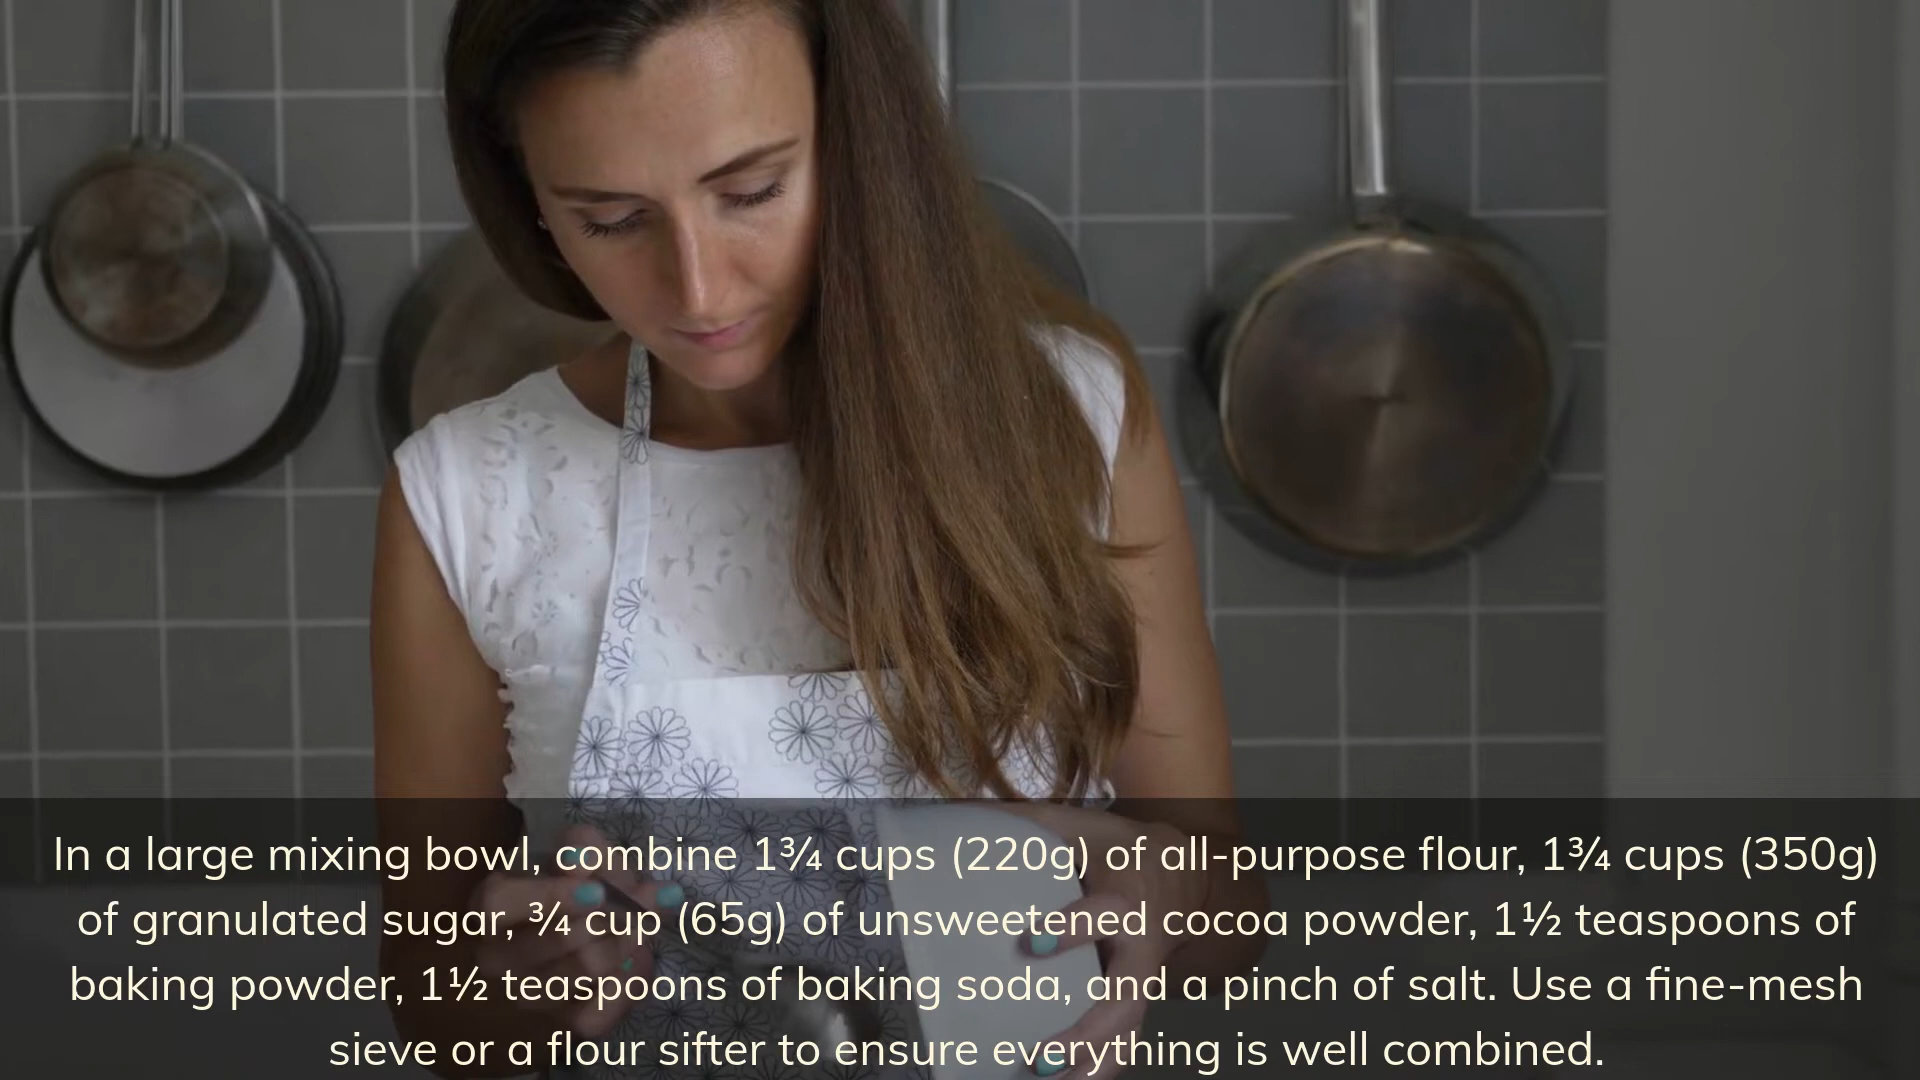 In a large mixing bowl, combine 1¾ cups (220g) of all-purpose flour, 1¾ cups (350g)
of granulated sugar, ¾ cup (65g) of unsweetened cocoa powder, 1½ teaspoons of
baking powder, 1½ teaspoons of baking soda, and a pinch of salt. Use a fine-mesh
sieve or a flour sifter to ensure everything is well combined.